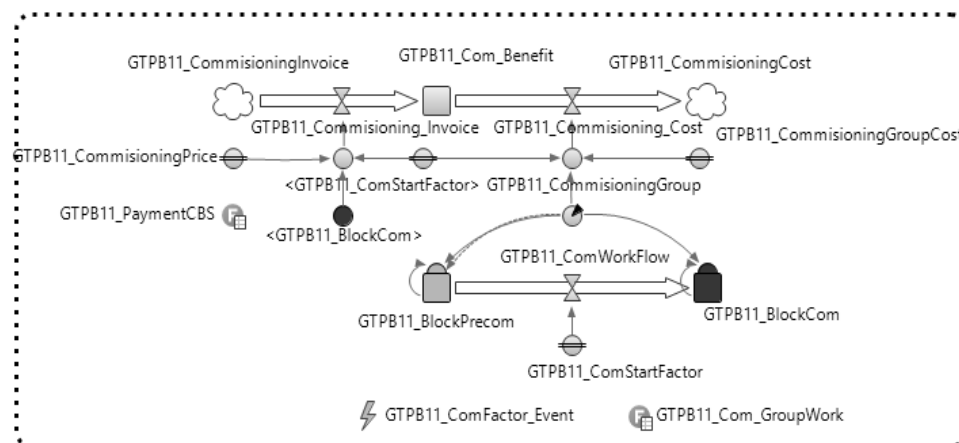 GTPB11_Com_Benefit
GTPB11_CommisioningInvoice
GTPB11_CommisioningCost
GTPB11_Commisioning_Invoice
GTPB11_Commisioning_Cost
GTPB11_CommisioningGroupCost
GTPB11_CommisioningPrice
<GTPB11_ComStartFactor>
GTPB11_CommisioningGroup
GTPB11_PaymentCBS
<GTPB11_BlockCom>
GTPB11_ComWorkFlow
GTPB11_BlockPrecom
GTPB11_BlockCom
GTPB11_ComStartFactor
GTPB11_ComFactor_Event
GTPB11_Com_GroupWork